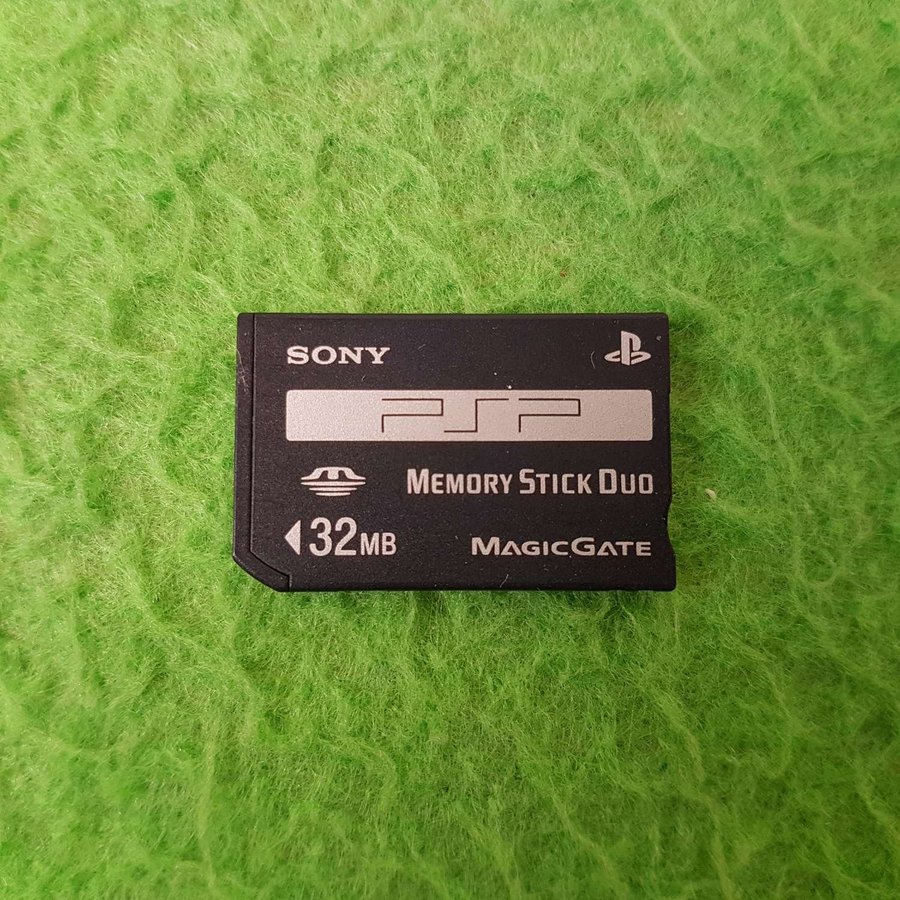 SONY
PSP
MEMORY STICK DUO
32MB
MAGICGATE